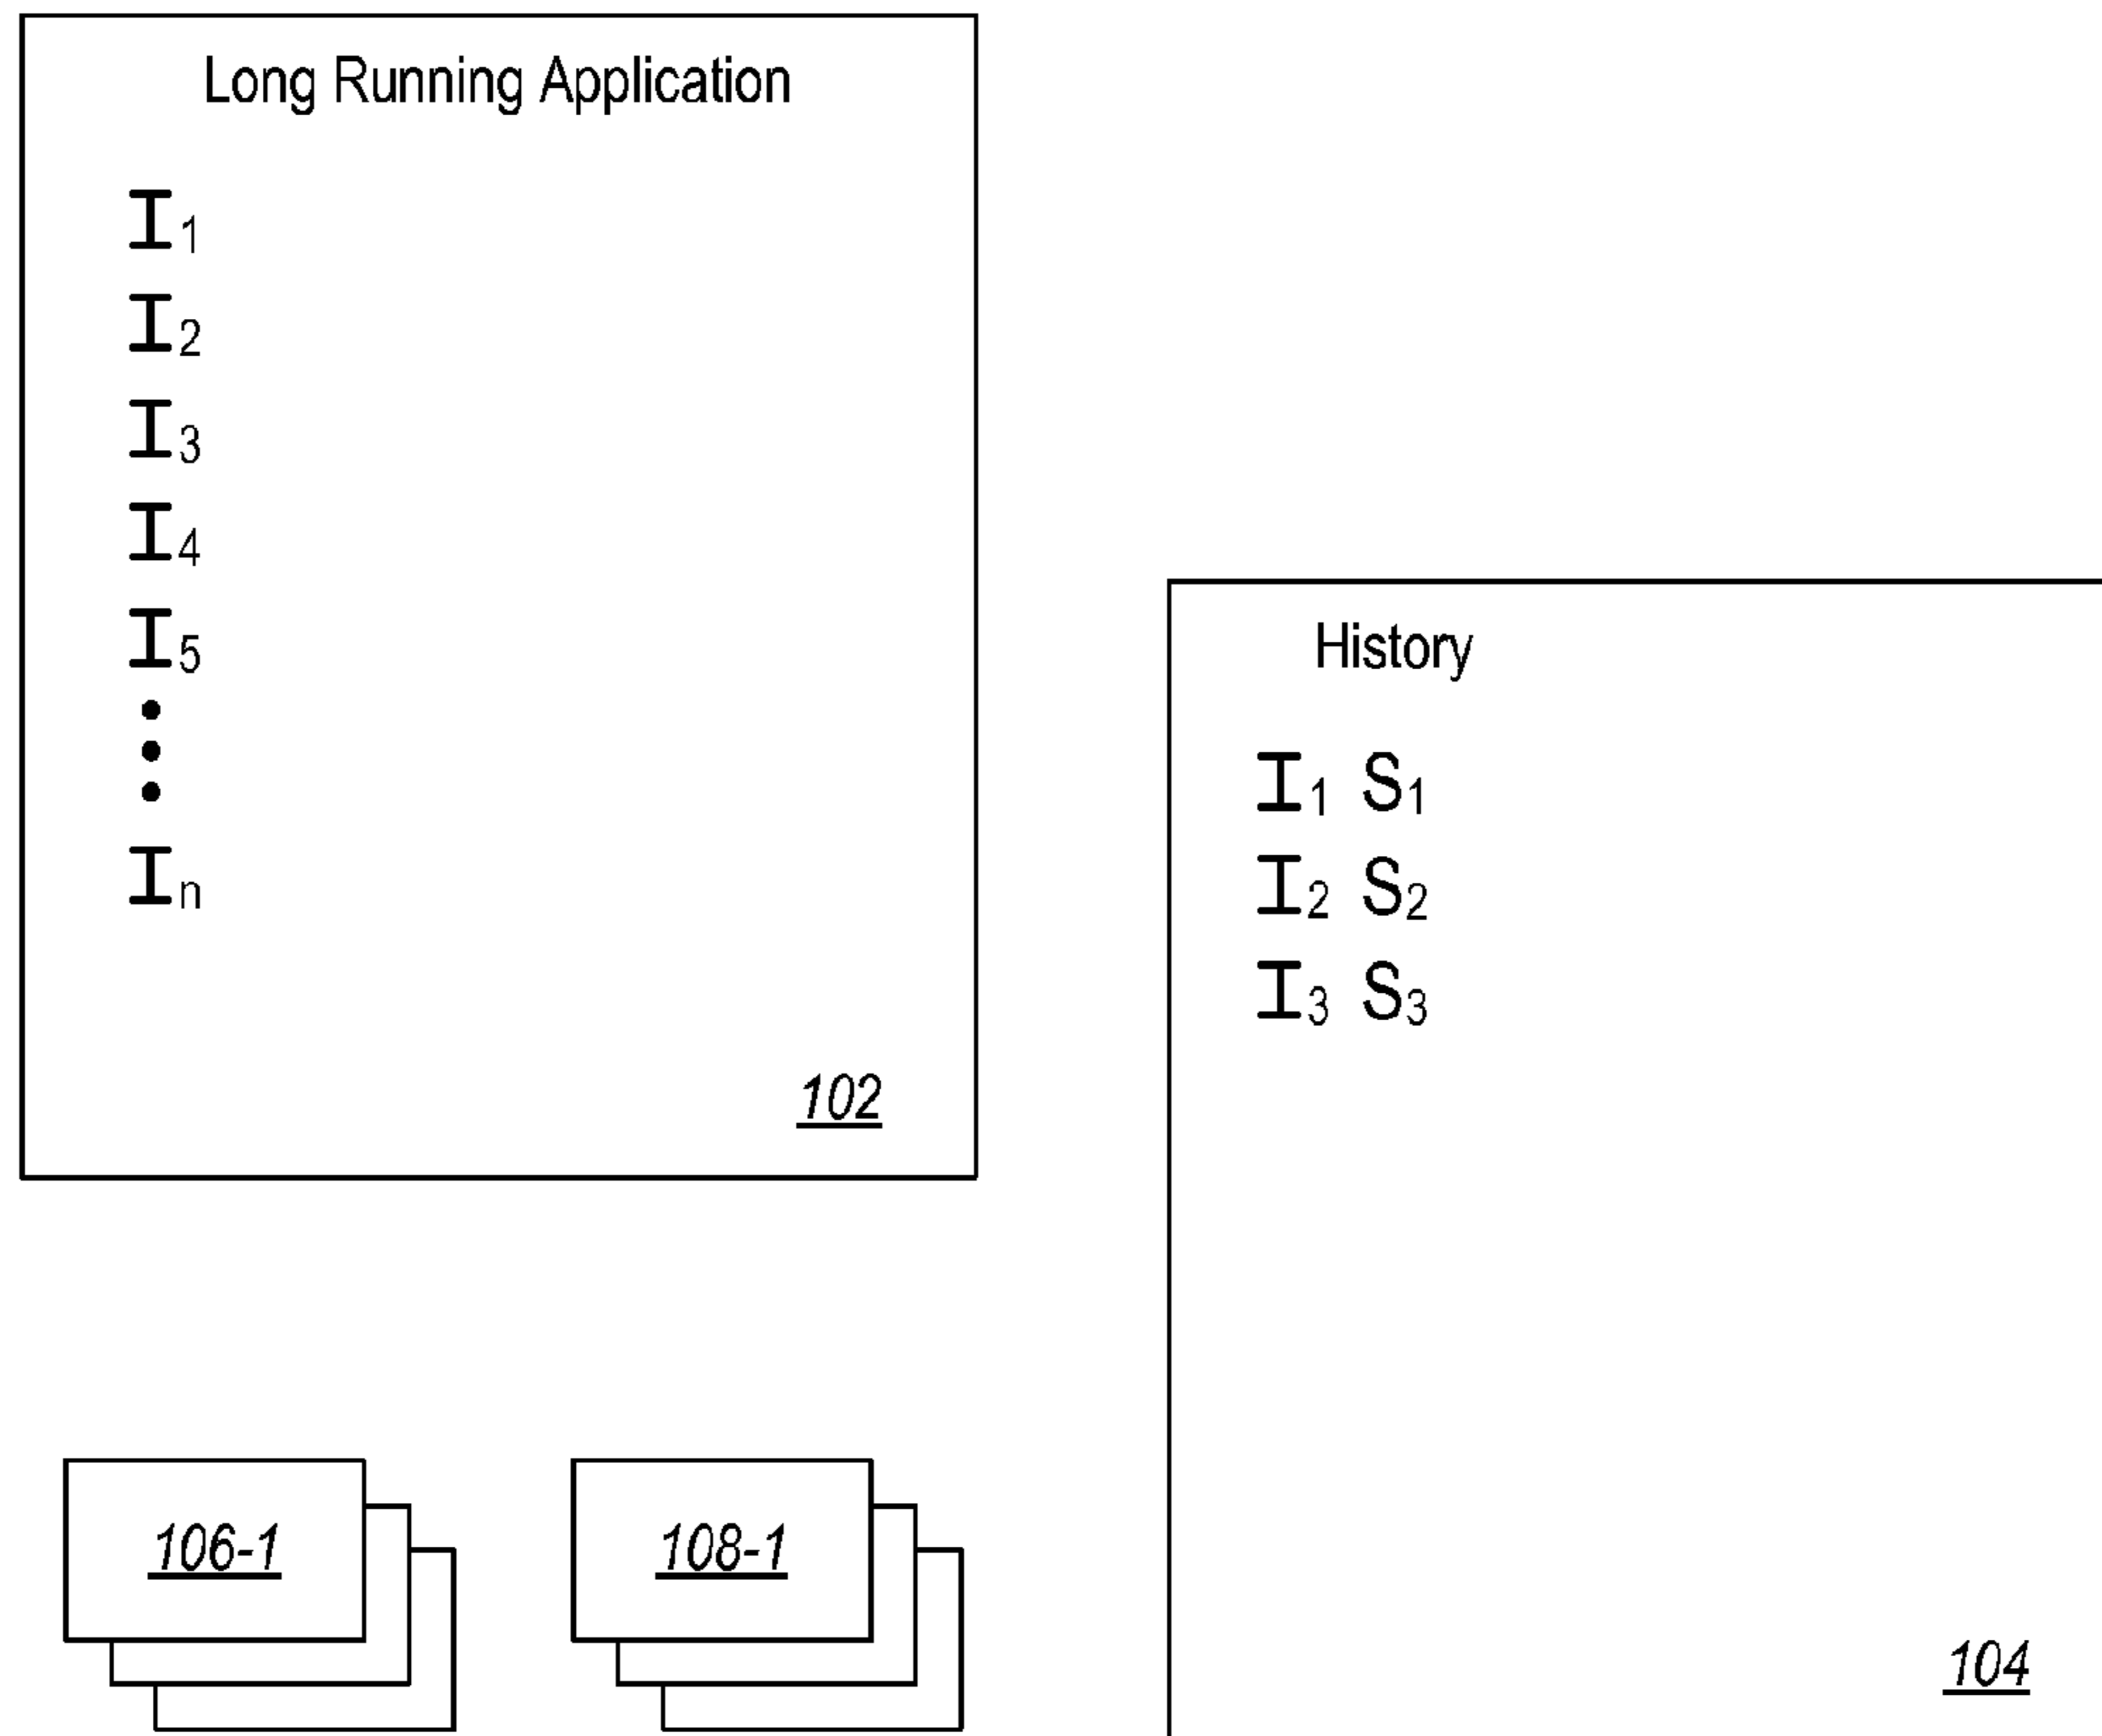 Long Running Application
I1
I2
I3
I4
I5
In
102
History
I1 S1
I2 S2
I3 S3
104
106-1
108-1